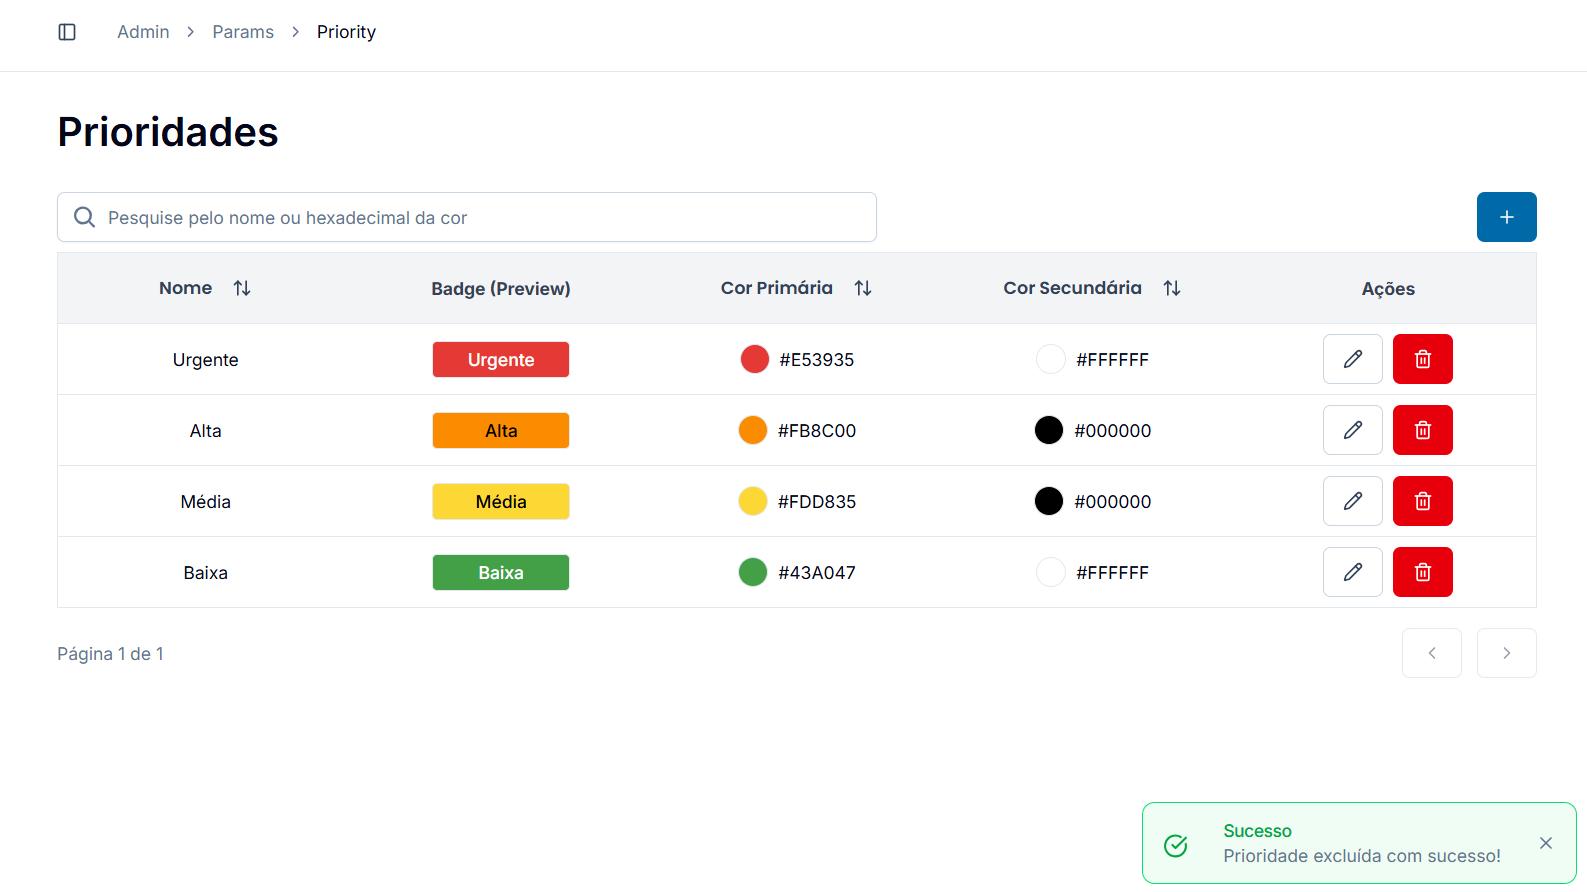 Admin > Params > Priority
Prioridades
Pesquise pelo nome ou hexadecimal da cor
+
Nome Badge (Preview) Cor Primária Cor Secundária Ações
Urgente Urgente #E53935 #FFFFFF
Alta Alta #FB8C00 #000000
Média Média #FDD835 #000000
Baixa Baixa #43A047 #FFFFFF
Página 1 de 1
Sucesso
Prioridade excluída com sucesso!